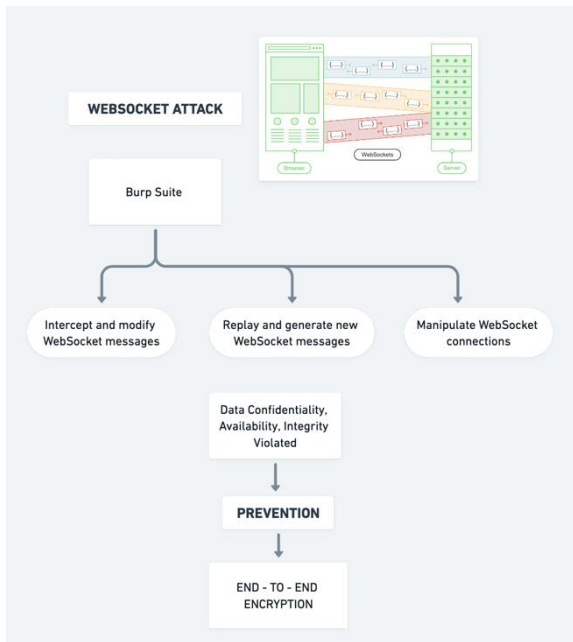 WEBSOCKET ATTACK
{.....} {.....} {.....} {.....}
{.....} {.....} {.....} {.....}
{.....} {.....} {.....} {.....}
WebSockets
Browser
Server
Burp Suite
Intercept and modify
WebSocket messages
Replay and generate new
WebSocket messages
Manipulate WebSocket
connections
Data Confidentiality,
Availability, Integrity
Violated
PREVENTION
END - TO - END
ENCRYPTION